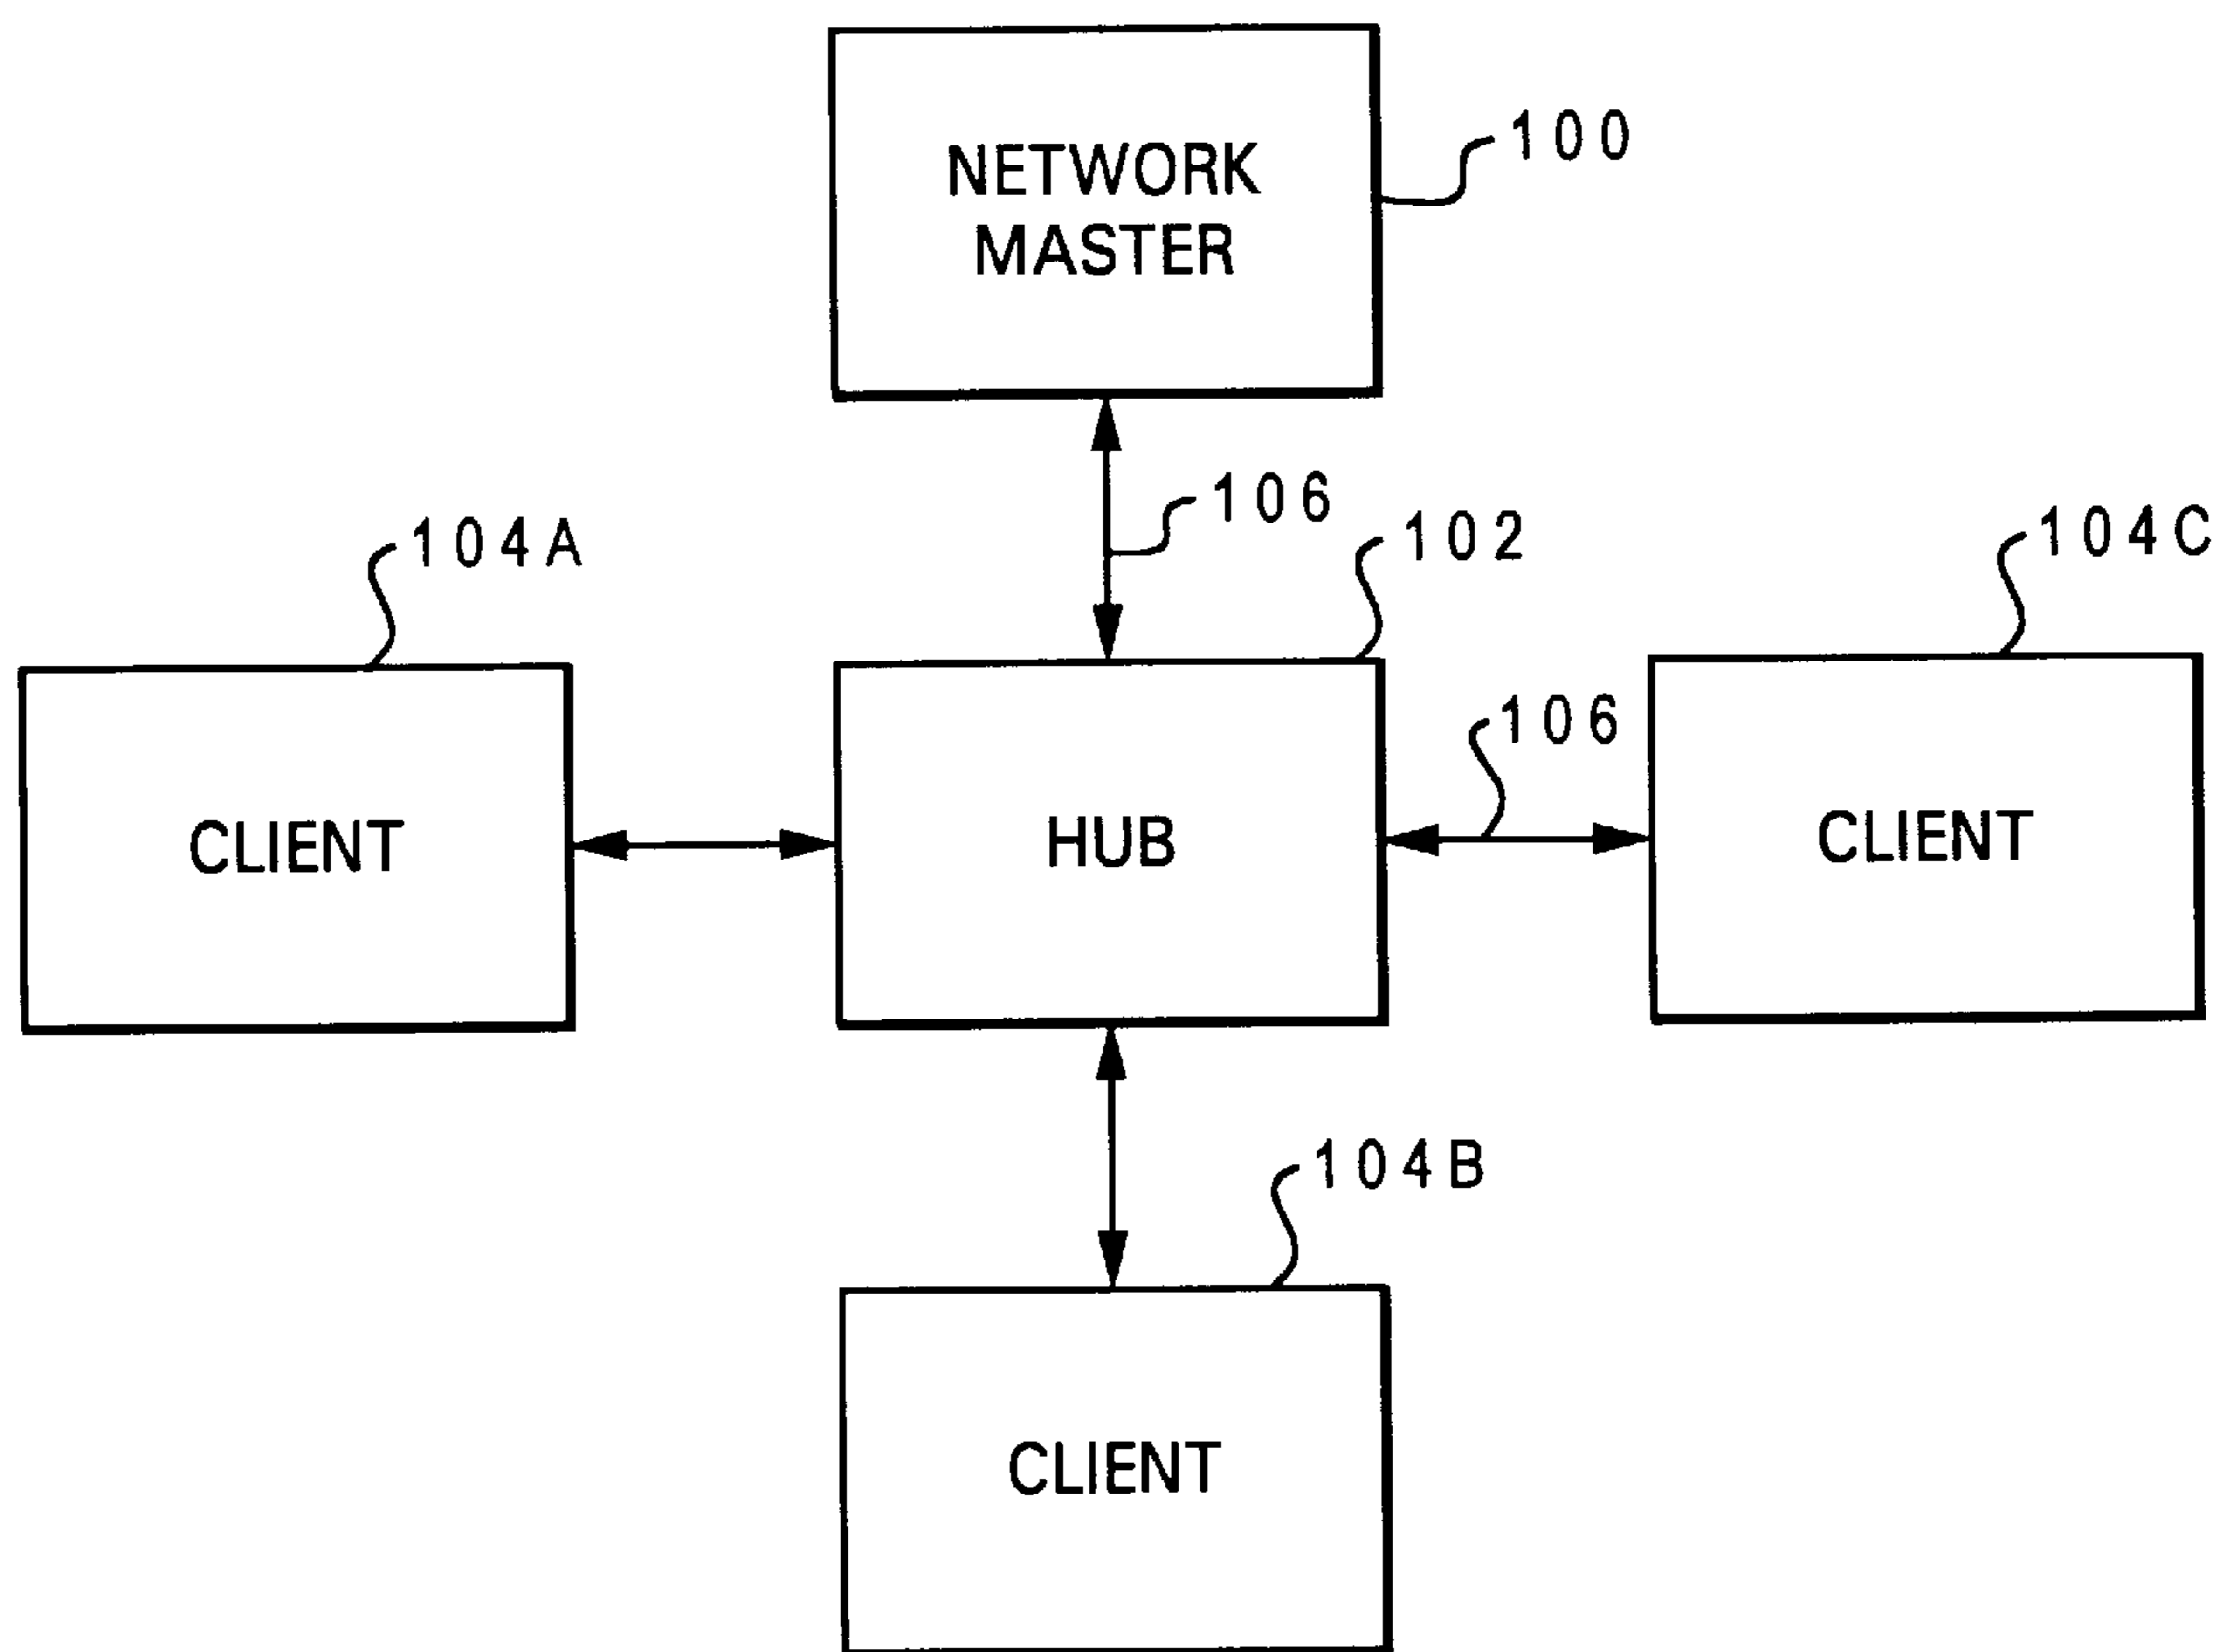 NETWORK
MASTER
100
106
102
104A
104C
106
CLIENT
HUB
CLIENT
104B
CLIENT